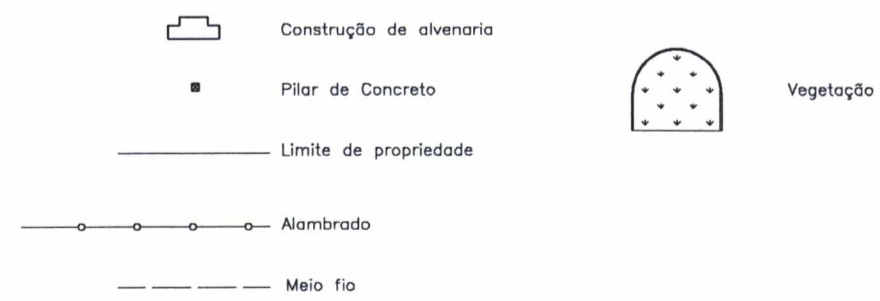 Construção de alvenaria
Pilar de Concreto
Vegetação
Limite de propriedade
Alambrado
Meio fio